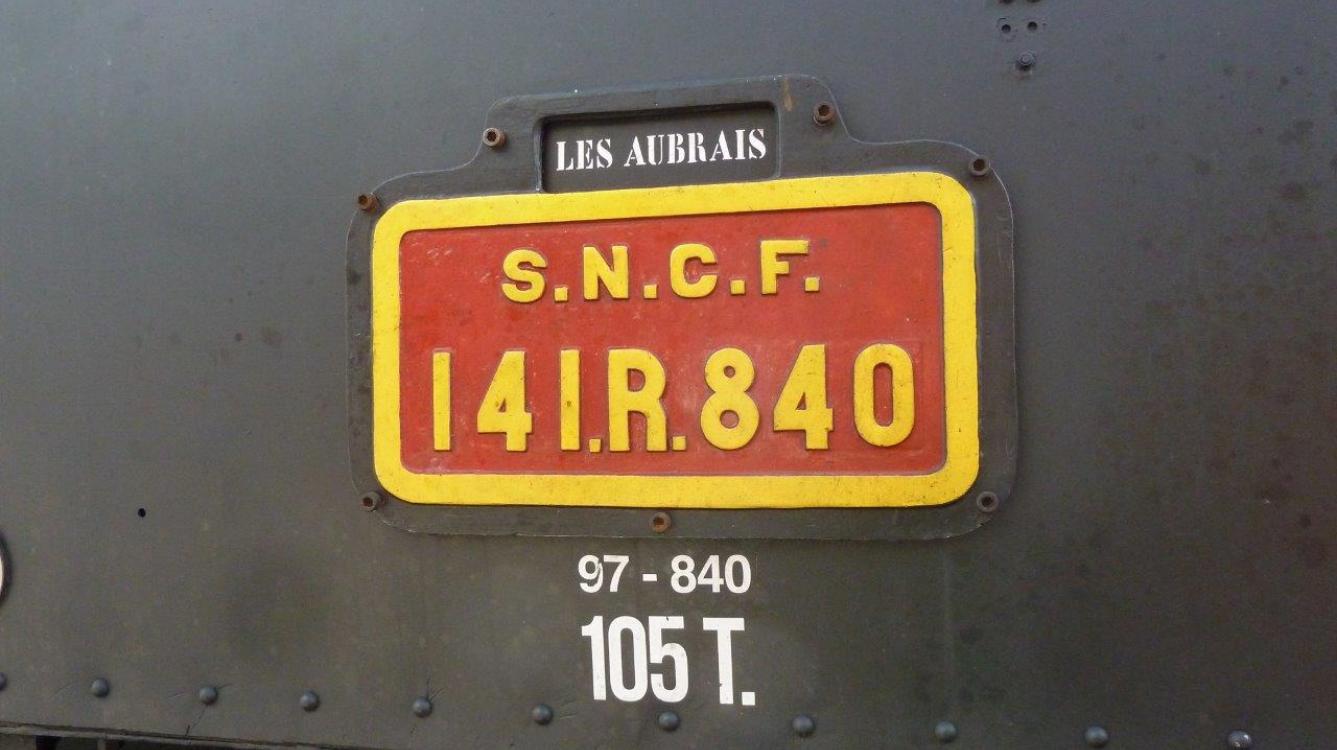 LES AUBRAIS
S.N.C.F.
141.R.840
97 - 840
105 T.